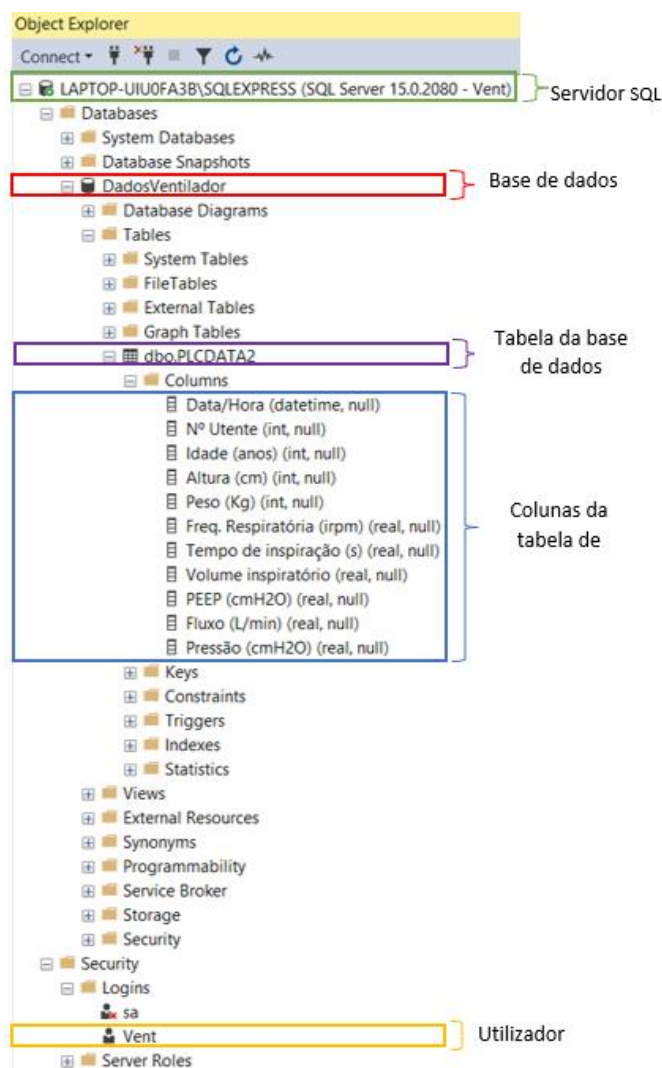 Object Explorer
Connect
LAPTOP-UIU0FA3B\SQLEXPRESS (SQL Server 15.0.2080 - Vent)
Servidor SQL
Databases
System Databases
Database Snapshots
DadosVentilador
Base de dados
Database Diagrams
Tables
System Tables
FileTables
External Tables
Graph Tables
dbo.PLCDATA2
Tabela da base
de dados
Columns
Data/Hora (datetime, null)
Nº Utente (int, null)
Idade (anos) (int, null)
Altura (cm) (int, null)
Peso (Kg) (int, null)
Freq. Respiratória (irpm) (real, null)
Tempo de inspiração (s) (real, null)
Volume inspiratório (real, null)
PEEP (cmH2O) (real, null)
Fluxo (L/min) (real, null)
Pressão (cmH2O) (real, null)
Colunas da
tabela de
Keys
Constraints
Triggers
Indexes
Statistics
Views
External Resources
Synonyms
Programmability
Service Broker
Storage
Security
Security
Logins
sa
Vent
Utilizador
Server Roles